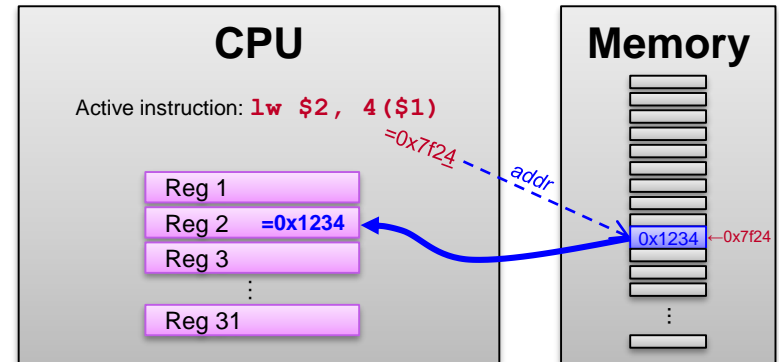 CPU
Active instruction: lw $2, 4($1)
=0x7f24
addr
Reg 1
Reg 2 =0x1234
Reg 3
⋮
Reg 31
Memory
0x1234 ←0x7f24
⋮